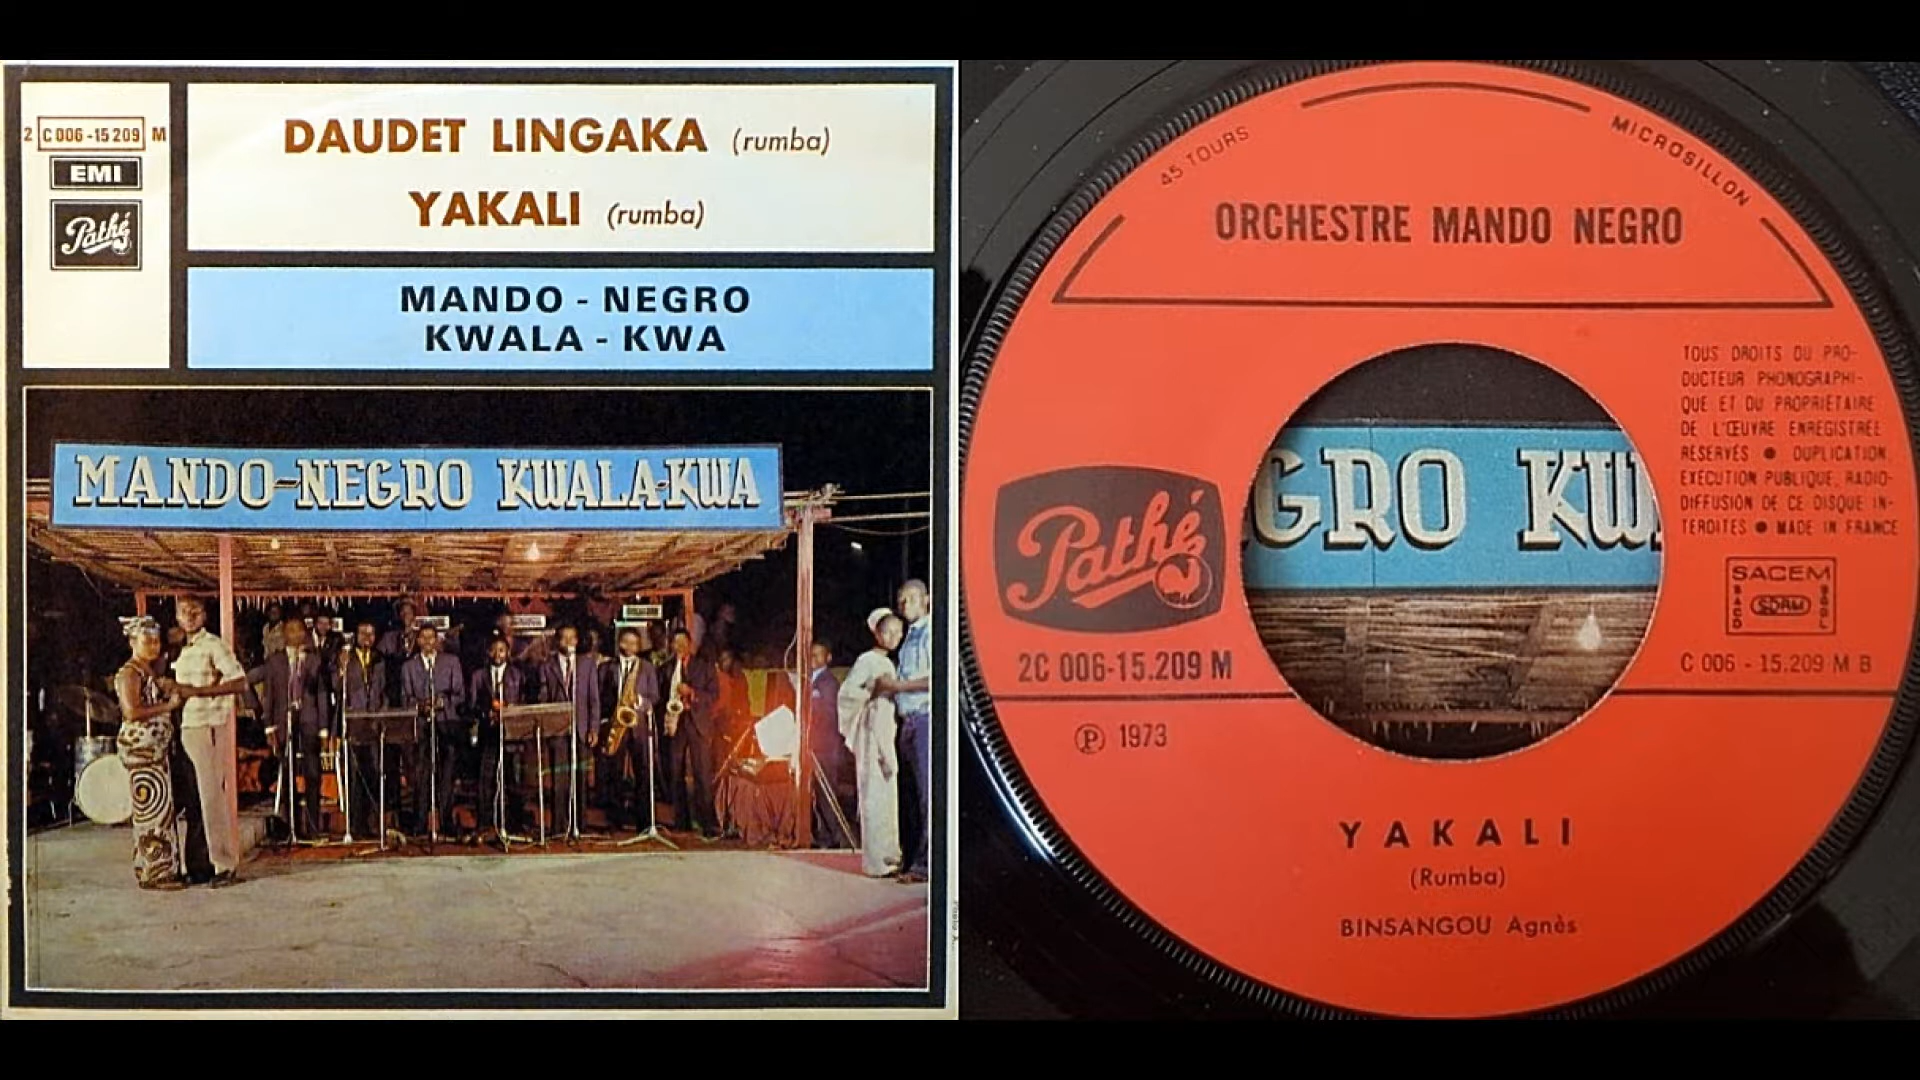 2 C 006-15 209 M
EMI
Pathé
DAUDET LINGAKA (rumba)
YAKALI (rumba)
MANDO - NEGRO
KWALA - KWA
MANDO-NEGRO KWALA-KWA
45 TOURS
MICROSILLON
ORCHESTRE MANDO NEGRO
TOUS DROITS DU PRO-
DUCTEUR PHONOGRAPHI-
QUE ET DU PROPRIÉTAIRE
DE L'ŒUVRE ENREGISTRÉE
RÉSERVÉS ● DUPLICATION,
EXÉCUTION PUBLIQUE, RADIO-
DIFFUSION DE CE DISQUE IN-
TERDITES ● MADE IN FRANCE
GRO KW
Pathé
SACEM
SDRM
2C 006-15.209 M
C 006 - 15.209 M B
℗ 1973
YAKALI
(Rumba)
BINSANGOU Agnès